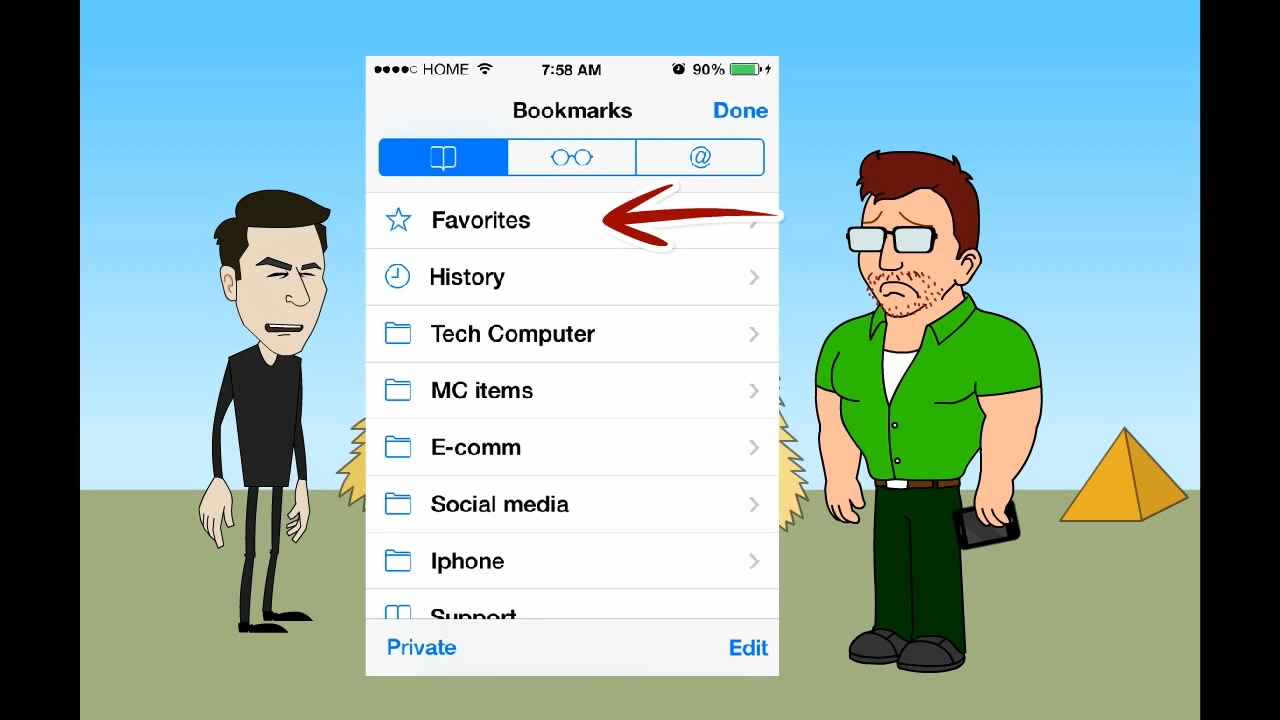 HOME 7:58 AM 90%
Bookmarks Done
@
Favorites
History
Tech Computer
MC items
E-comm
Social media
Iphone
Support
Private Edit